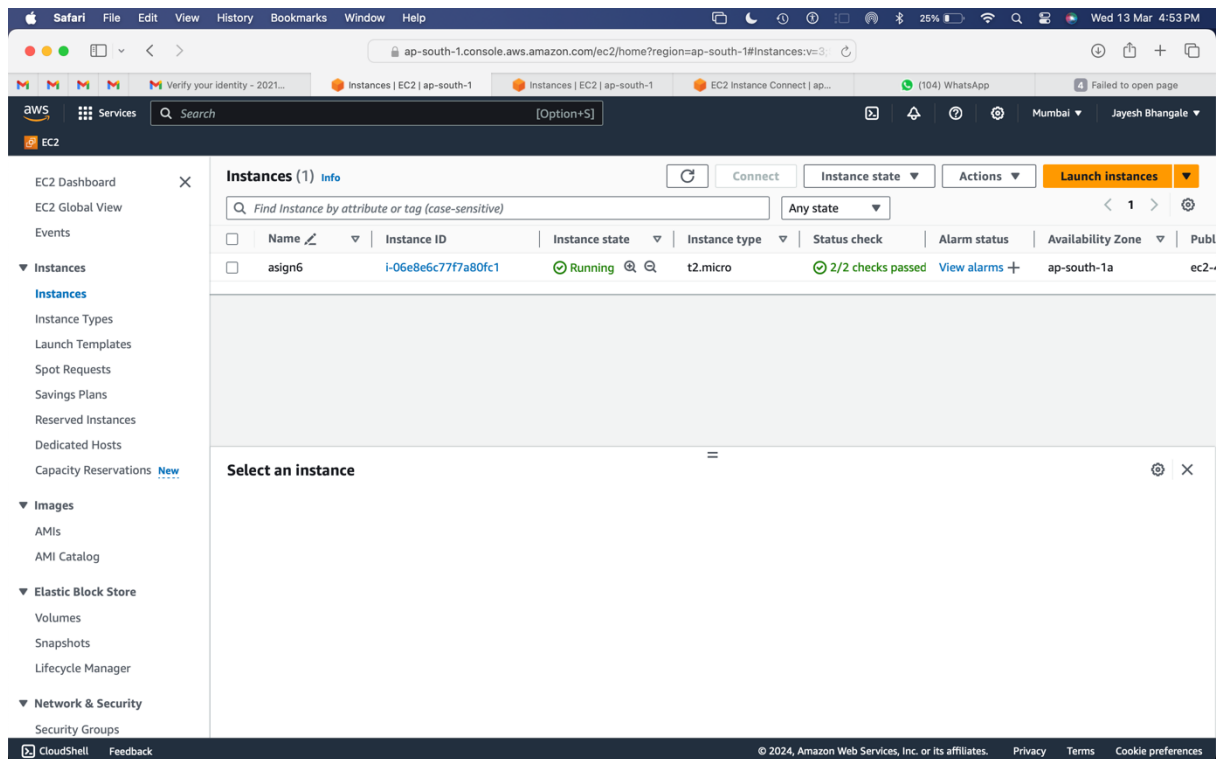 Safari File Edit View History Bookmarks Window Help 25% Wed 13 Mar 4:53 PM
ap-south-1.console.aws.amazon.com/ec2/home?region=ap-south-1#Instances:v=3;
Verify your identity - 2021... Instances | EC2 | ap-south-1 Instances | EC2 | ap-south-1 EC2 Instance Connect | ap... (104) WhatsApp 4 Failed to open page
aws Services Search [Option+S] Mumbai ▼ Jayesh Bhangale ▼
EC2
EC2 Dashboard
EC2 Global View
Events
▼ Instances
Instances
Instance Types
Launch Templates
Spot Requests
Savings Plans
Reserved Instances
Dedicated Hosts
Capacity Reservations New
▼ Images
AMIs
AMI Catalog
▼ Elastic Block Store
Volumes
Snapshots
Lifecycle Manager
▼ Network & Security
Security Groups
Instances (1) Info Connect Instance state ▼ Actions ▼ Launch instances ▼
Find Instance by attribute or tag (case-sensitive) Any state ▼ < 1 >
Name Instance ID Instance state Instance type Status check Alarm status Availability Zone Publ
asign6 i-06e8e6c77f7a80fc1 Running t2.micro 2/2 checks passed View alarms + ap-south-1a ec2-4
Select an instance
CloudShell Feedback © 2024, Amazon Web Services, Inc. or its affiliates. Privacy Terms Cookie preferences